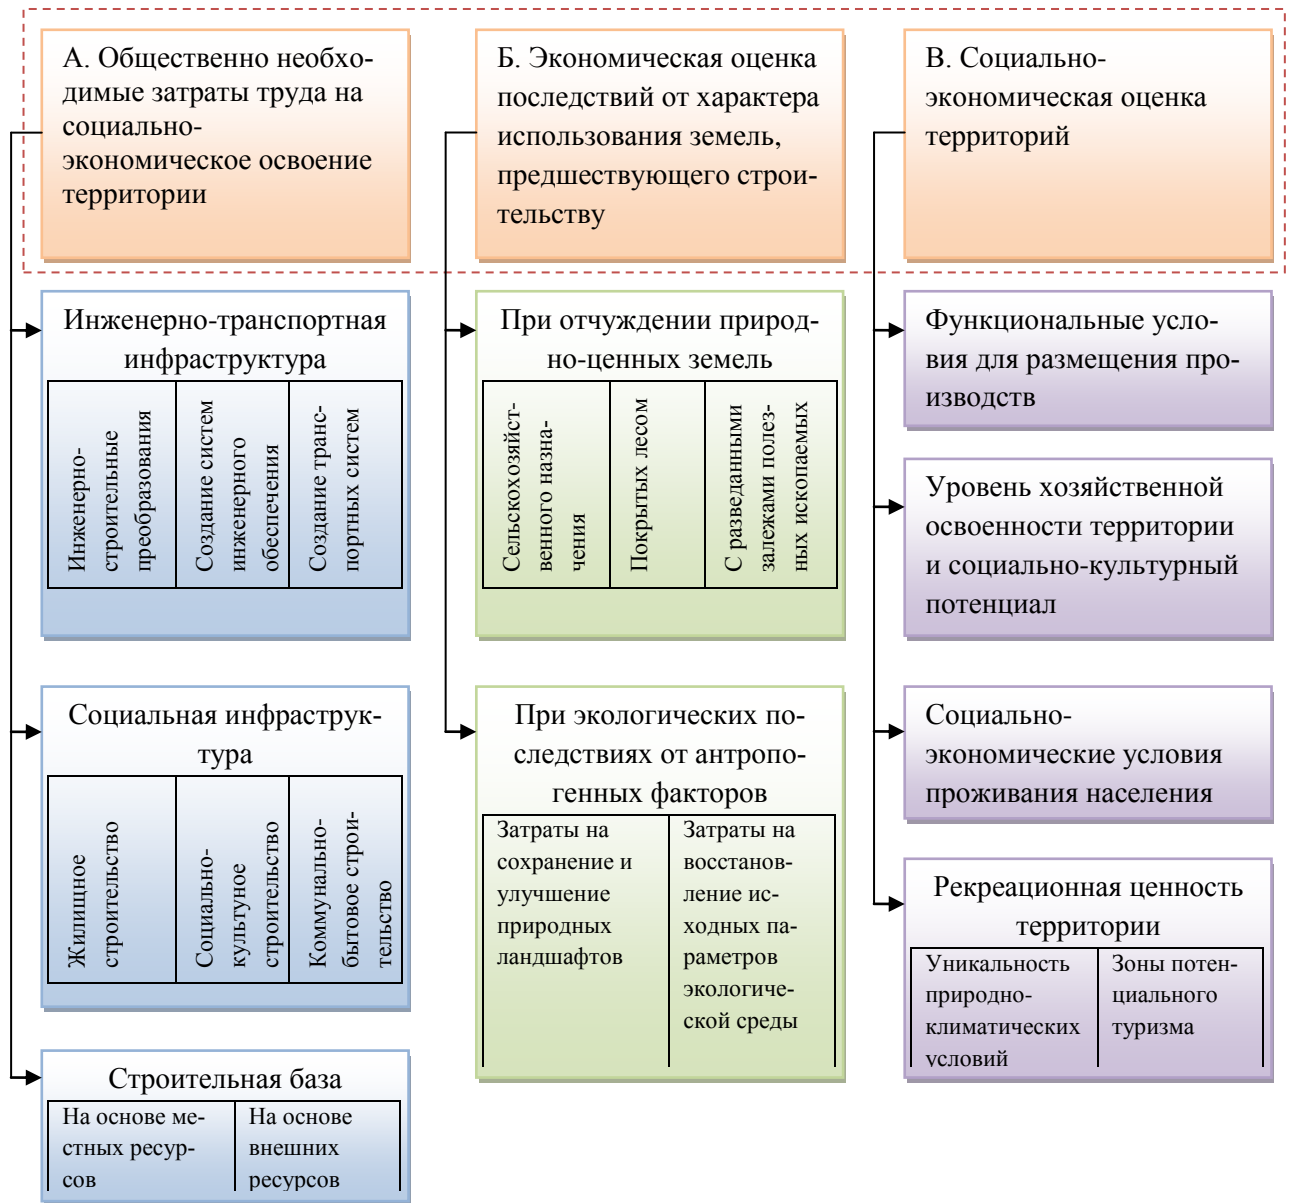 А. Общественно необхо-
димые затраты труда на
социально-
экономическое освоение
территории
Б. Экономическая оценка
последствий от характера
использования земель,
предшествующего строи-
тельству
В. Социально-
экономическая оценка
территорий
Инженерно-транспортная
инфраструктура
Инженерно-
строительные
преобразования
Создание систем
инженерного
обеспечения
Создание транс-
портных систем
Социальная инфраструк-
тура
Жилищное
строительство
Социально-
культуное
строительство
Коммунально-
бытовое строи-
тельство
Строительная база
На основе ме-
стных ресур-
сов
На основе
внешних
ресурсов
При отчуждении природ-
но-ценных земель
Сельскохозяйст-
венного назна-
чения
Покрытых лесом
С разведанными
залежами полез-
ных ископаемых
При экологических по-
следствиях от антропо-
генных факторов
Затраты на
сохранение и
улучшение
природных
ландшафтов
Затраты на
восстанов-
ление ис-
ходных па-
раметров
экологиче-
ской среды
Функциональные усло-
вия для размещения про-
изводств
Уровень хозяйственной
освоенности территории
и социально-культурный
потенциал
Социально-
экономические условия
проживания населения
Рекреационная ценность
территории
Уникальность
природно-
климатических
условий
Зоны потен-
циального
туризма